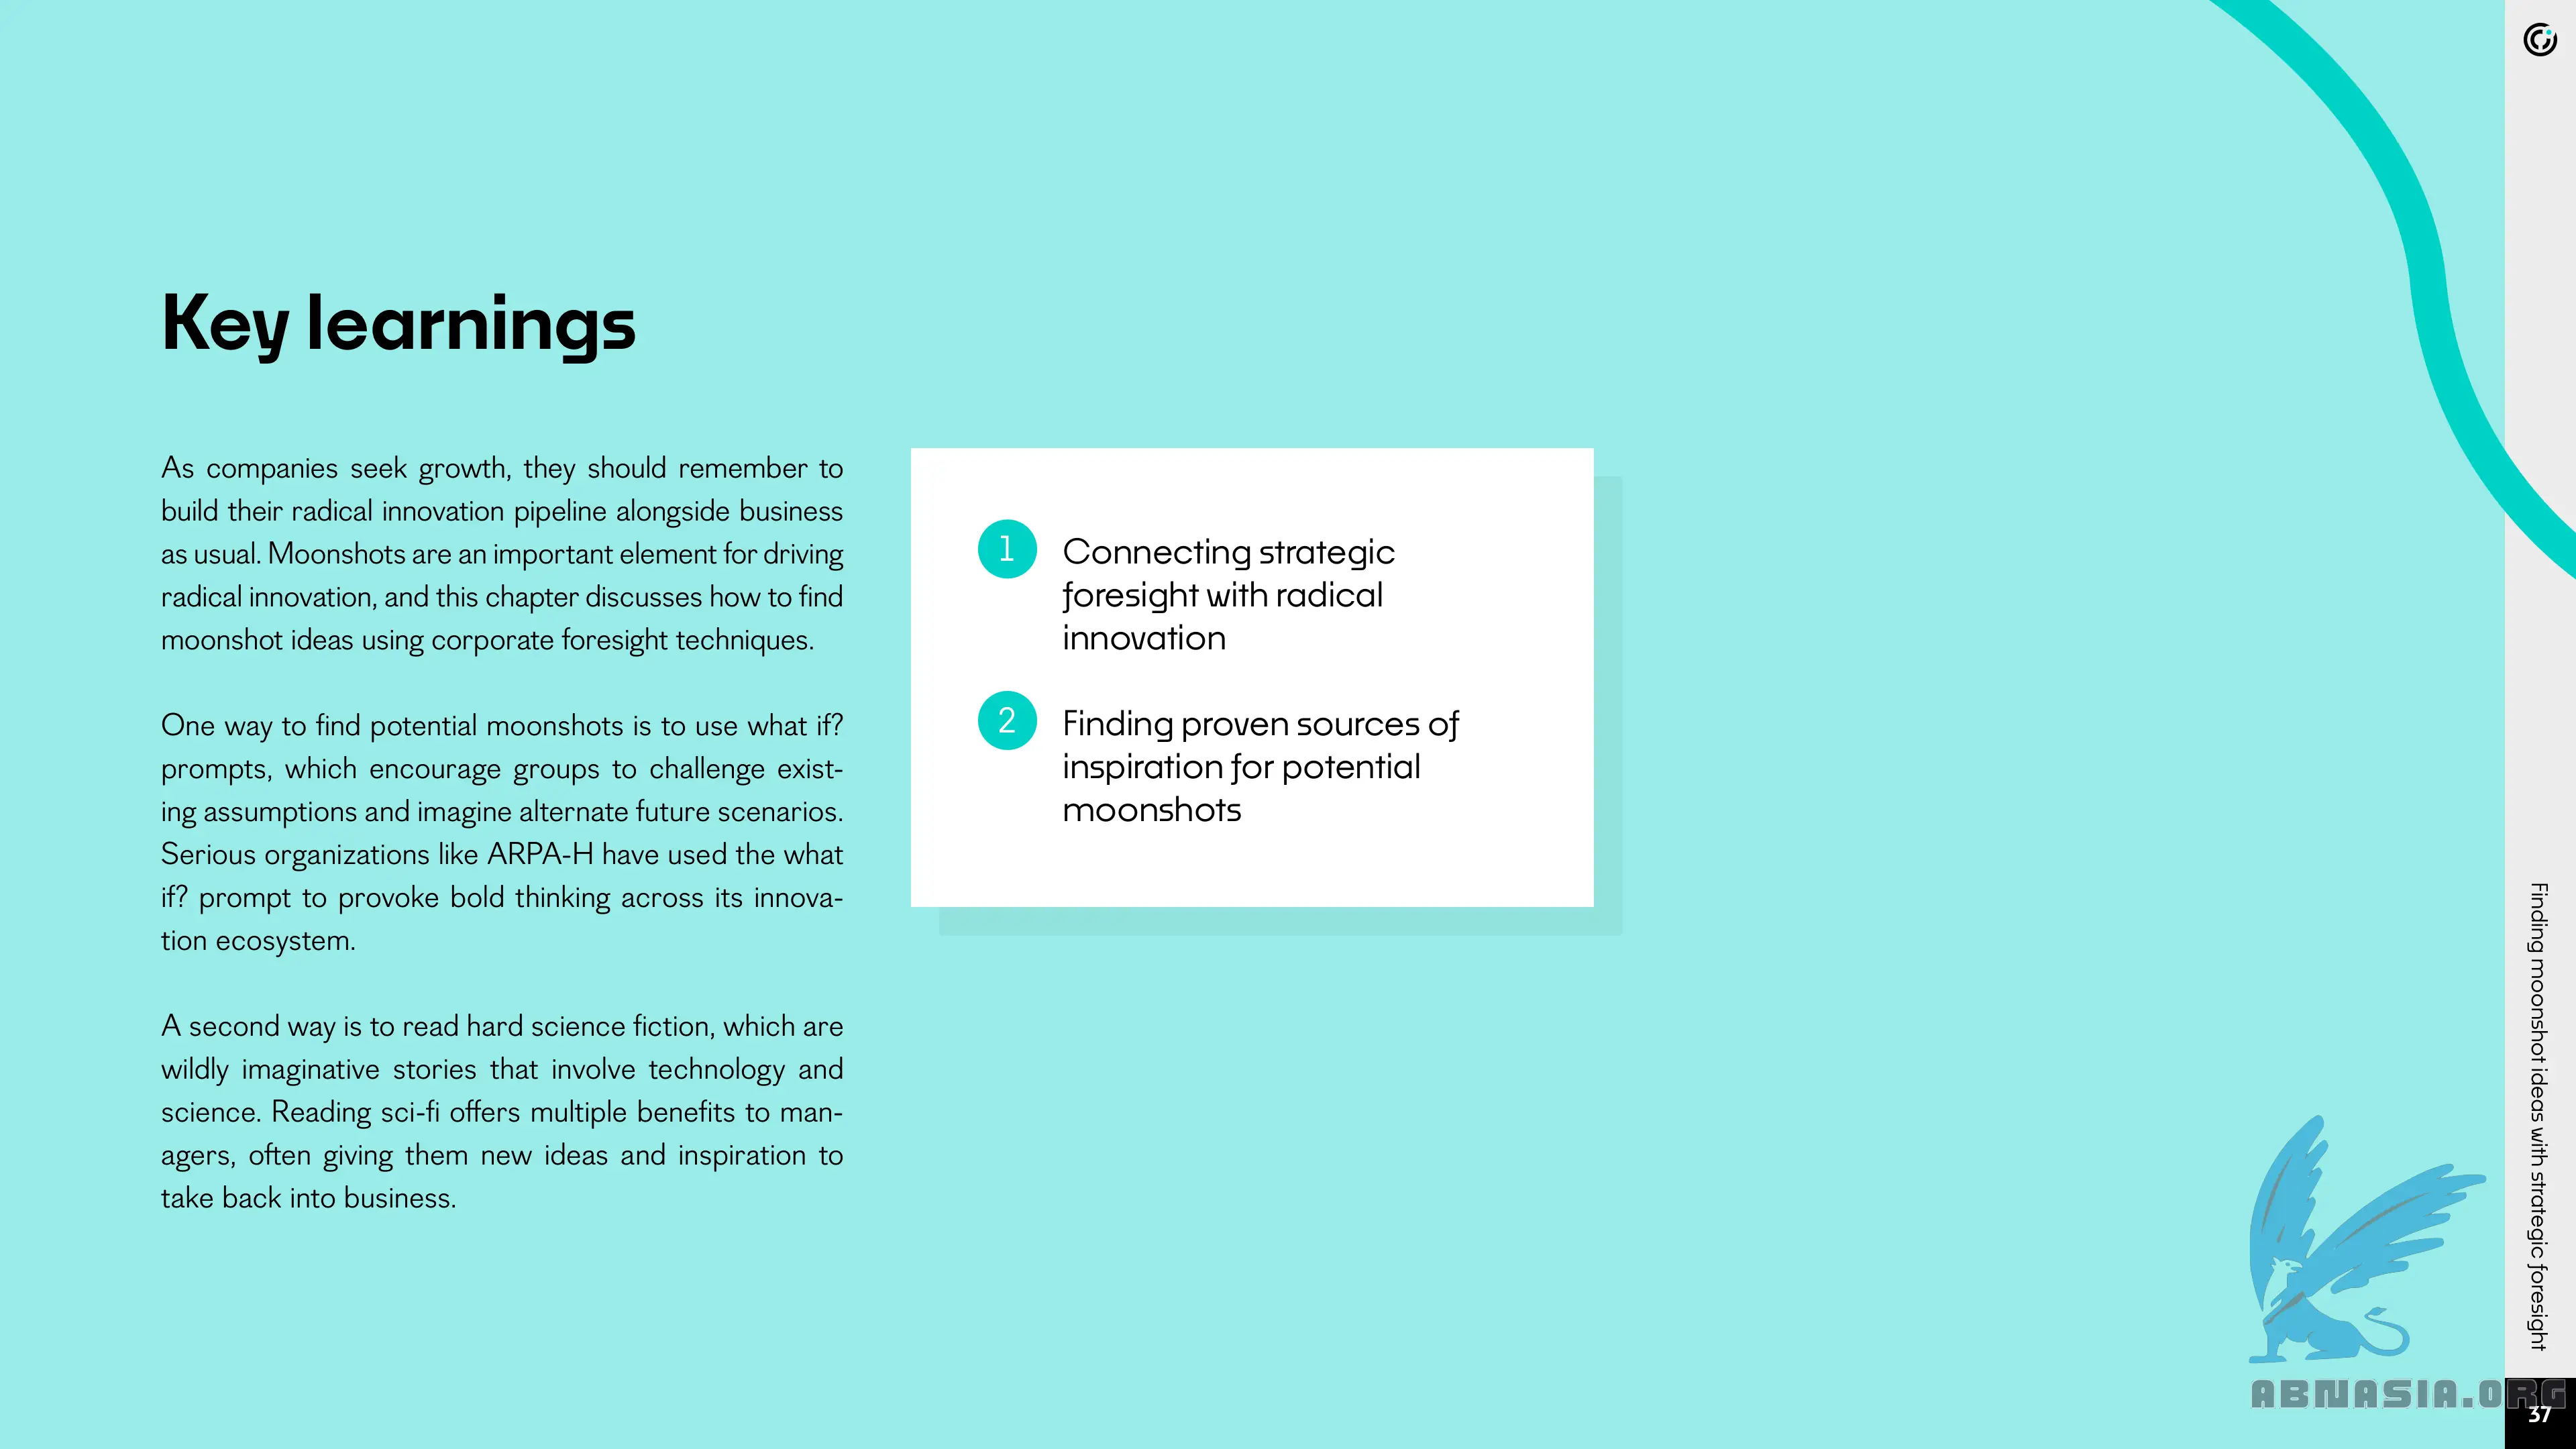 Key learnings
As companies seek growth, they should remember to
build their radical innovation pipeline alongside business
as usual. Moonshots are an important element for driving
radical innovation, and this chapter discusses how to find
moonshot ideas using corporate foresight techniques.
One way to find potential moonshots is to use what if?
prompts, which encourage groups to challenge exist-
ing assumptions and imagine alternate future scenarios.
Serious organizations like ARPA-H have used the what
if? prompt to provoke bold thinking across its innova-
tion ecosystem.
A second way is to read hard science fiction, which are
wildly imaginative stories that involve technology and
science. Reading sci-fi offers multiple benefits to man-
agers, often giving them new ideas and inspiration to
take back into business.
1 Connecting strategic
foresight with radical
innovation
2 Finding proven sources of
inspiration for potential
moonshots
Finding moonshot ideas with strategic foresight
ABNASIA.ORG
37